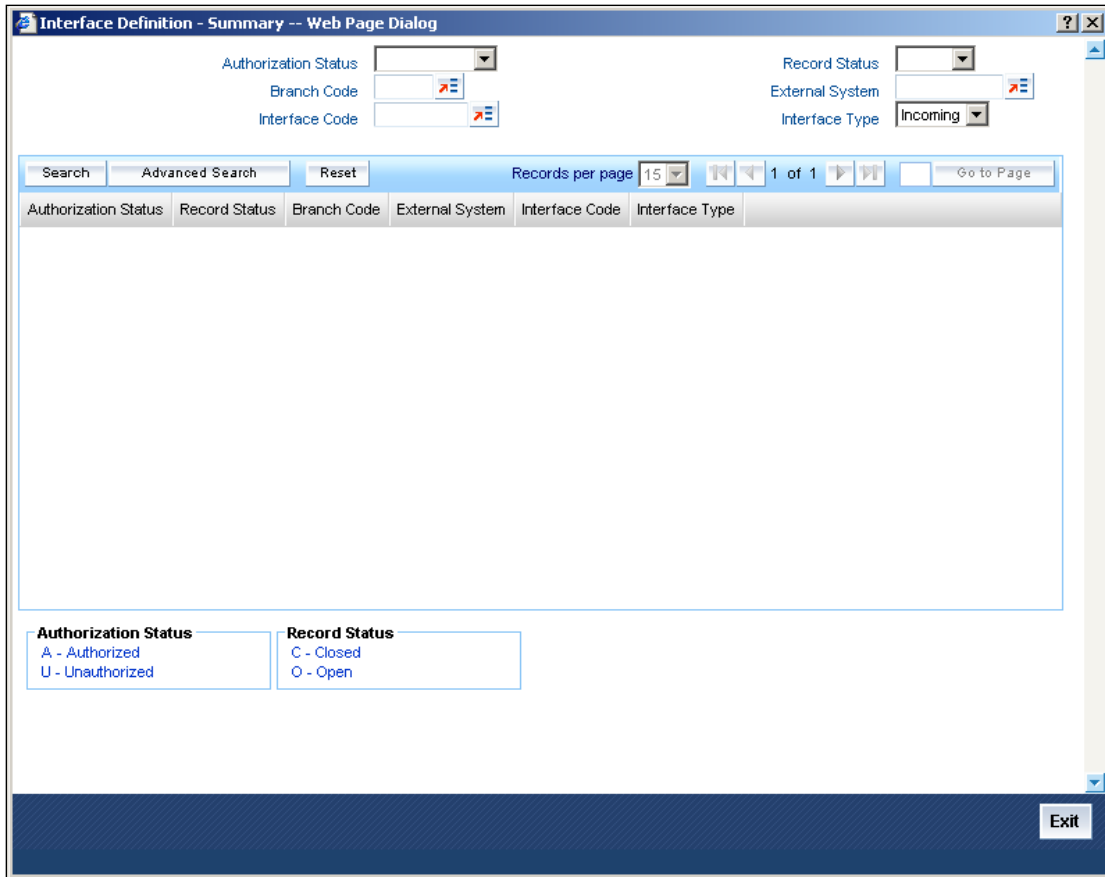 Interface Definition - Summary -- Web Page Dialog
Authorization Status Record Status
Branch Code External System
Interface Code Interface Type Incoming
Search Advanced Search Reset Records per page 15 1 of 1 Go to Page
Authorization Status Record Status Branch Code External System Interface Code Interface Type
Authorization Status Record Status
A - Authorized C - Closed
U - Unauthorized O - Open
Exit